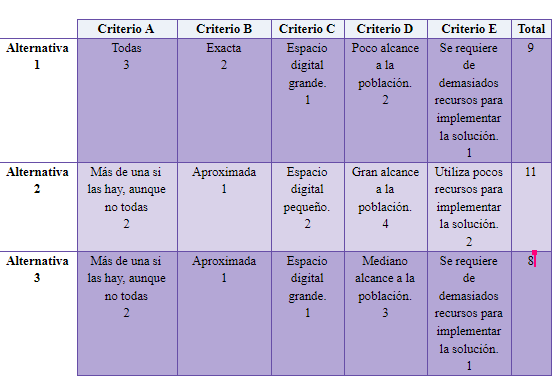 Criterio A Criterio B Criterio C Criterio D Criterio E Total
Alternativa
1
Todas
3
Exacta
2
Espacio
digital
grande.
1
Poco alcance
a la
población.
2
Se requiere
de
demasiados
recursos para
implementar
la solución.
1
9
Alternativa
2
Más de una si
las hay, aunque
no todas
2
Aproximada
1
Espacio
digital
pequeño.
2
Gran alcance
a la
población.
4
Utiliza pocos
recursos para
implementar
la solución.
2
11
Alternativa
3
Más de una si
las hay, aunque
no todas
2
Aproximada
1
Espacio
digital
grande.
1
Mediano
alcance a la
población.
3
Se requiere
de
demasiados
recursos para
implementar
la solución.
1
8